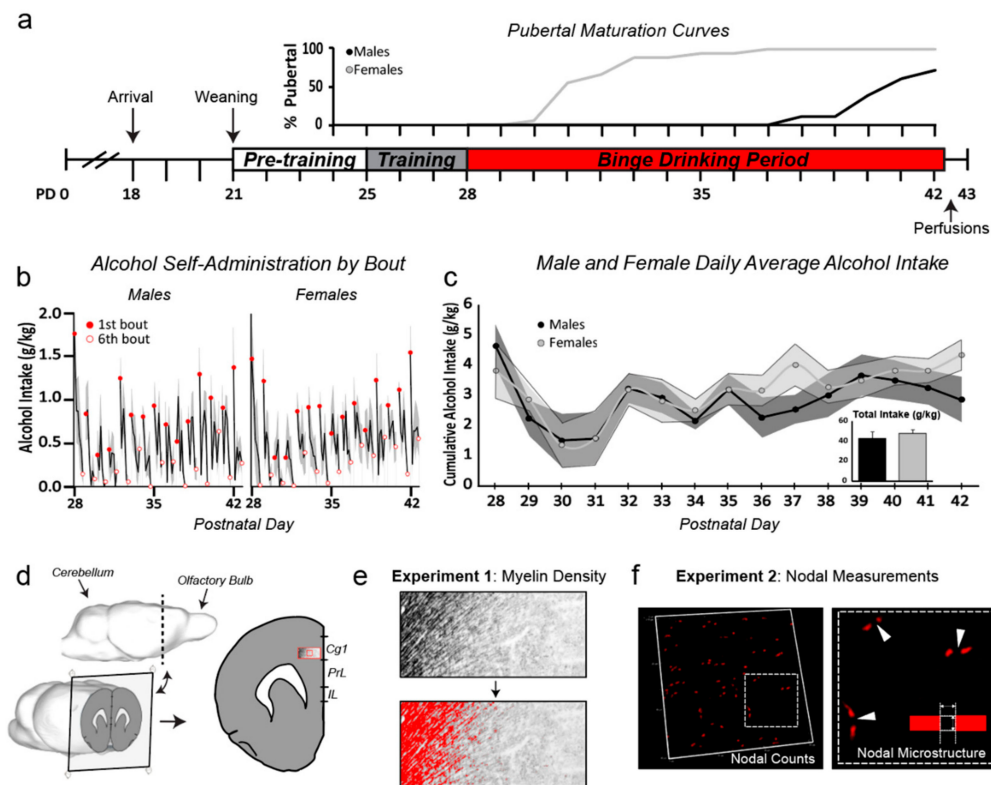 a
Pubertal Maturation Curves
% Pubertal
100
50
0
Males
Females
Arrival
Weaning
Pre-training
Training
Binge Drinking Period
PD 0
18
21
25
28
35
42
43
Perfusions
Alcohol Self-Administration by Bout
b
Males
Females
Alcohol Intake (g/kg)
2.0
1.5
1.0
0.5
0.0
1st bout
6th bout
28
35
42
28
35
42
Postnatal Day
Male and Female Daily Average Alcohol Intake
c
Cumulative Alcohol Intake (g/kg)
6
5
4
3
2
1
0
Males
Females
Total Intake (g/kg)
60
40
20
0
28 29 30 31 32 33 34 35 36 37 38 39 40 41 42
Postnatal Day
d
Cerebellum
Olfactory Bulb
Cg1
PrL
IL
e
Experiment 1: Myelin Density
f
Experiment 2: Nodal Measurements
Nodal Counts
Nodal Microstructure